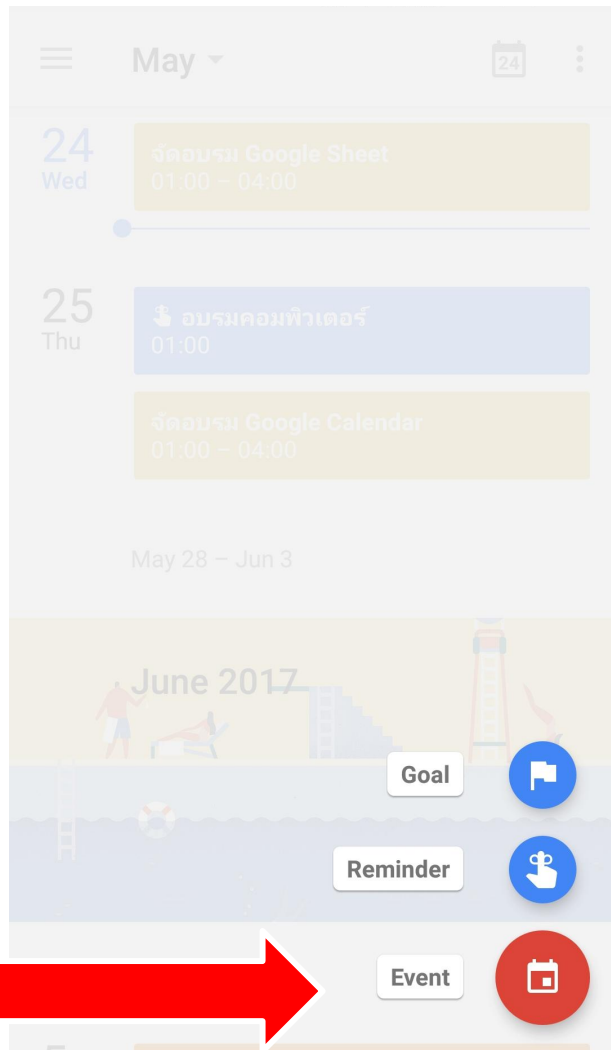 May
24
24
Wed
จัดอบรม Google Sheet
01:00 – 04:00
25
Thu
อบรมคอมพิวเตอร์
01:00
จัดอบรม Google Calendar
01:00 – 04:00
May 28 – Jun 3
June 2017
Goal
Reminder
Event